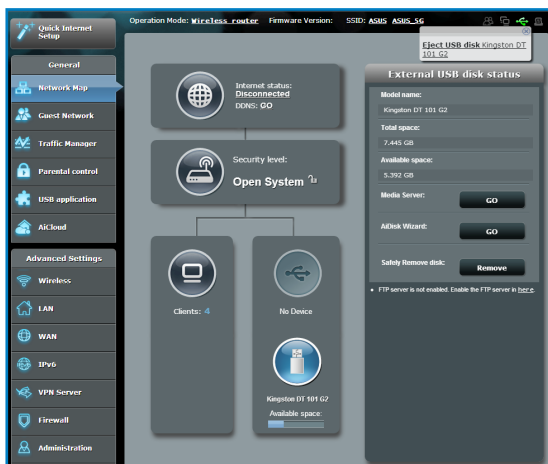 Quick Internet
Setup
Operation Mode: Wireless router Firmware Version: SSID: ASUS ASUS_5G
Eject USB disk Kingston DT
101 G2
General
Network Map
Guest Network
Traffic Manager
Parental control
USB application
AiCloud
Advanced Settings
Wireless
LAN
WAN
IPv6
VPN Server
Firewall
Administration
Internet status:
Disconnected
DDNS: GO
Security level:
Open System
Clients: 4
No Device
Kingston DT 101 G2
Available space:
External USB disk status
Model name:
Kingston DT 101 G2
Total space:
7.445 GB
Available space:
5.392 GB
Media Server: GO
AiDisk Wizard: GO
Safely Remove disk: Remove
FTP server is not enabled. Enable the FTP server in here.